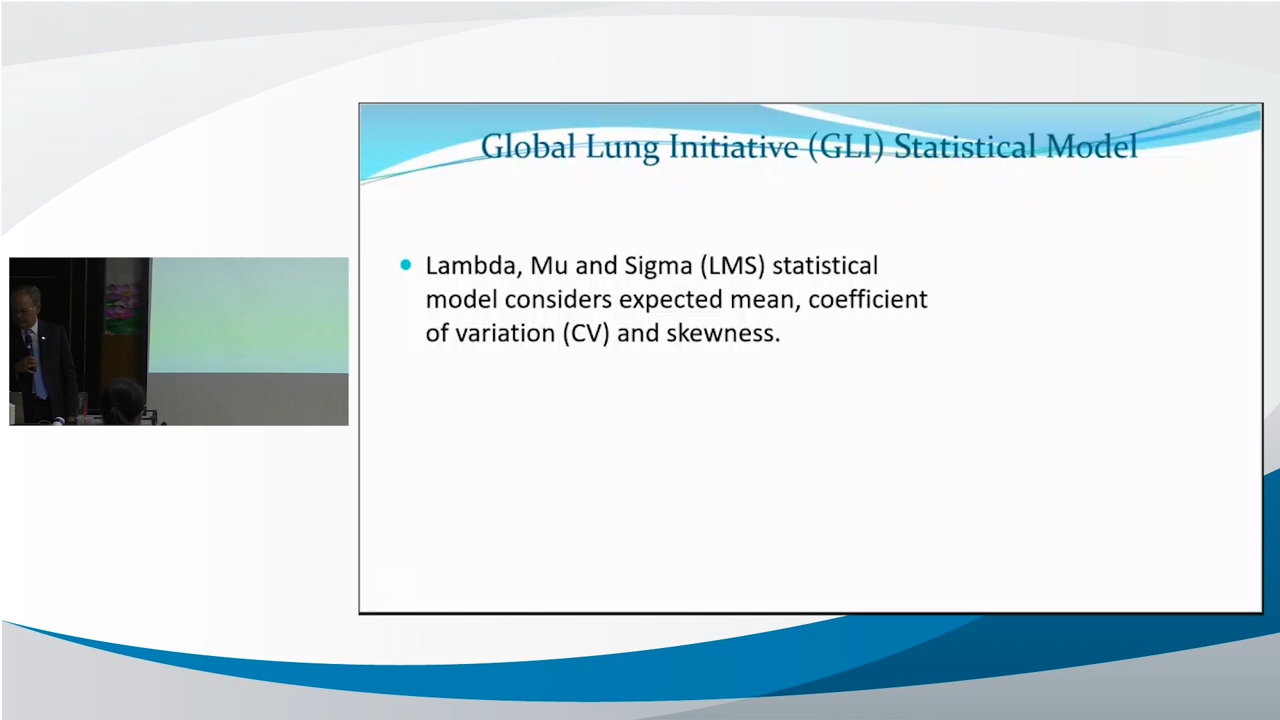 Global Lung Initiative (GLI) Statistical Model
Lambda, Mu and Sigma (LMS) statistical
model considers expected mean, coefficient
of variation (CV) and skewness.